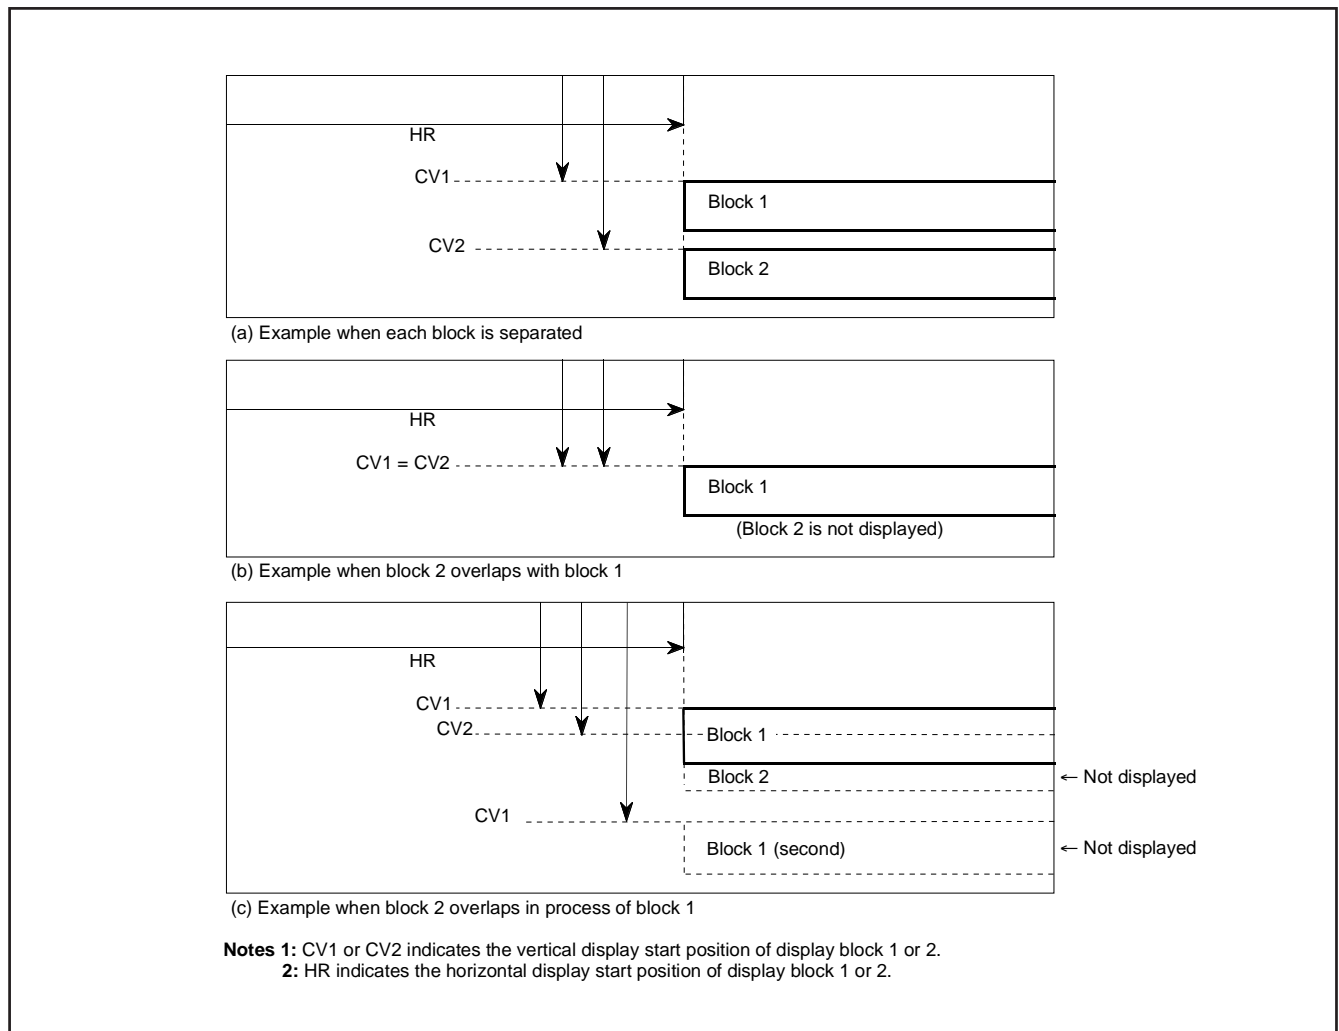 HR
CV1
Block 1
CV2
Block 2
(a) Example when each block is separated
HR
CV1 = CV2
Block 1
(Block 2 is not displayed)
(b) Example when block 2 overlaps with block 1
HR
CV1
CV2
Block 1
Block 2
← Not displayed
CV1
Block 1 (second)
← Not displayed
(c) Example when block 2 overlaps in process of block 1
Notes 1: CV1 or CV2 indicates the vertical display start position of display block 1 or 2.
2: HR indicates the horizontal display start position of display block 1 or 2.